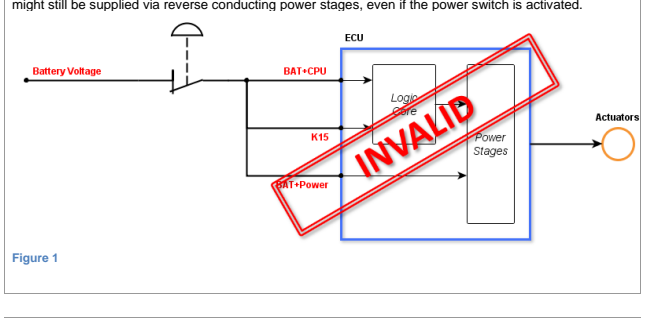 might still be supplied via reverse conducting power stages, even if the power switch is activated.
ECU
Battery Voltage
BAT+CPU
Logic
Core
INVALID
Actuators
K15
Power
Stages
BAT+Power
Figure 1